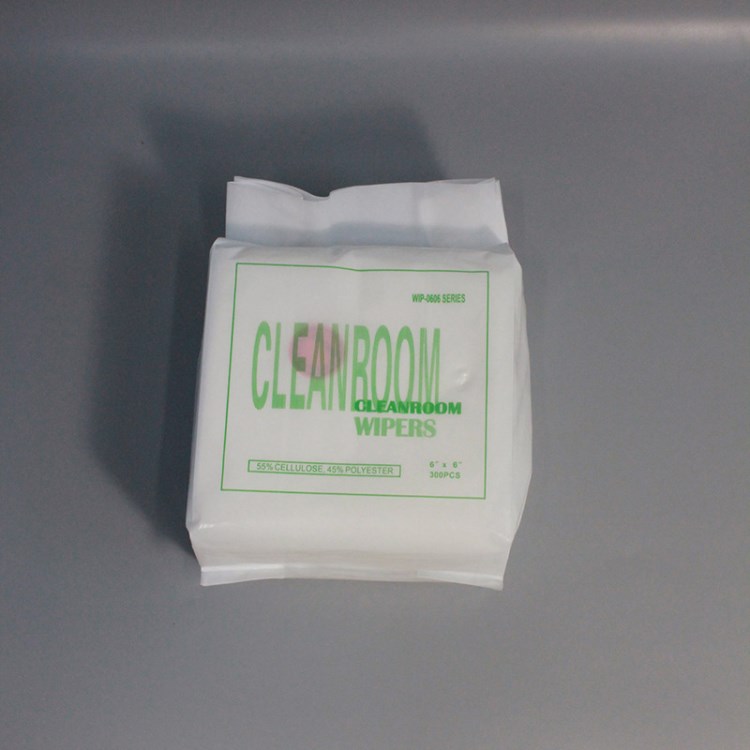 WIP-0606 SERIES
CLEANROOM
CLEANROOM
WIPERS
55% CELLULOSE, 45% POLYESTER
6" x 6"
300PCS